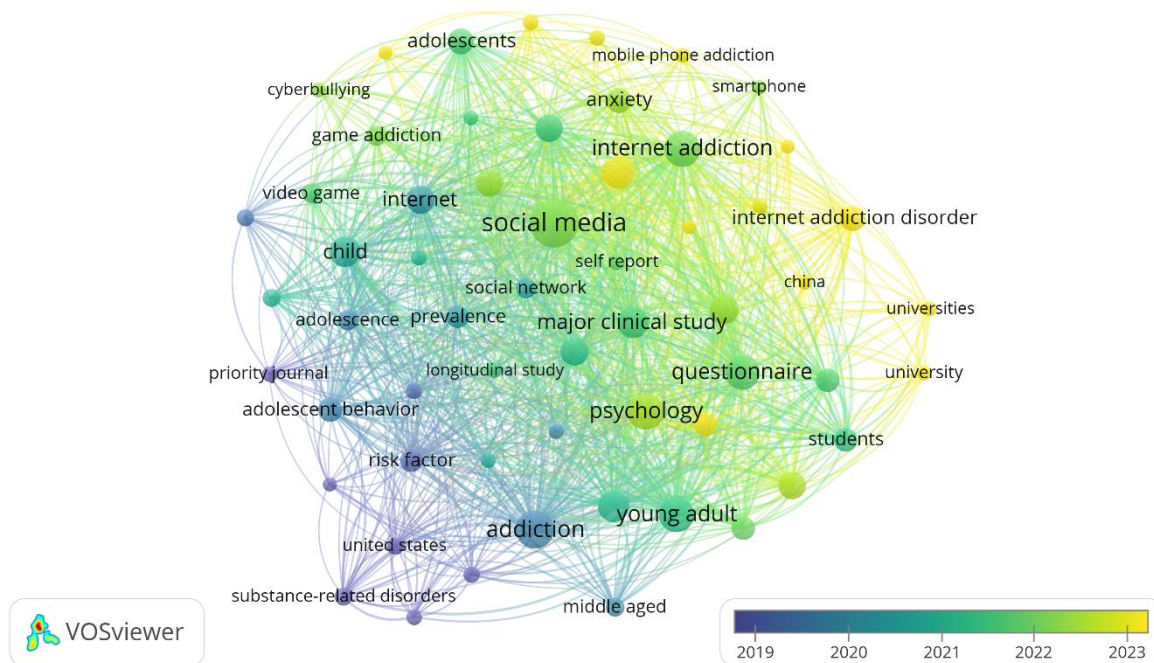 adolescents
mobile phone addiction
cyberbullying
smartphone
anxiety
game addiction
internet addiction
video game
internet
social media
internet addiction disorder
child
self report
china
social network
universities
adolescence
prevalence
major clinical study
priority journal
longitudinal study
questionnaire
university
adolescent behavior
psychology
students
risk factor
young adult
addiction
united states
substance-related disorders
middle aged
VOSviewer
2019 2020 2021 2022 2023